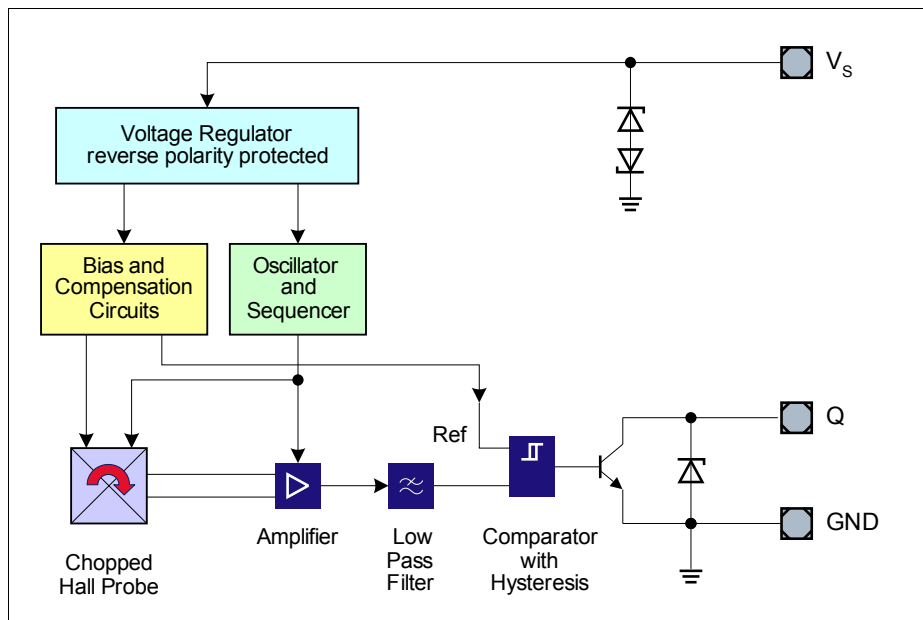 V_S
Voltage Regulator
reverse polarity protected
Bias and
Compensation
Circuits
Oscillator
and
Sequencer
Ref
Q
Amplifier
Low
Pass
Filter
Comparator
with
Hysteresis
GND
Chopped
Hall Probe